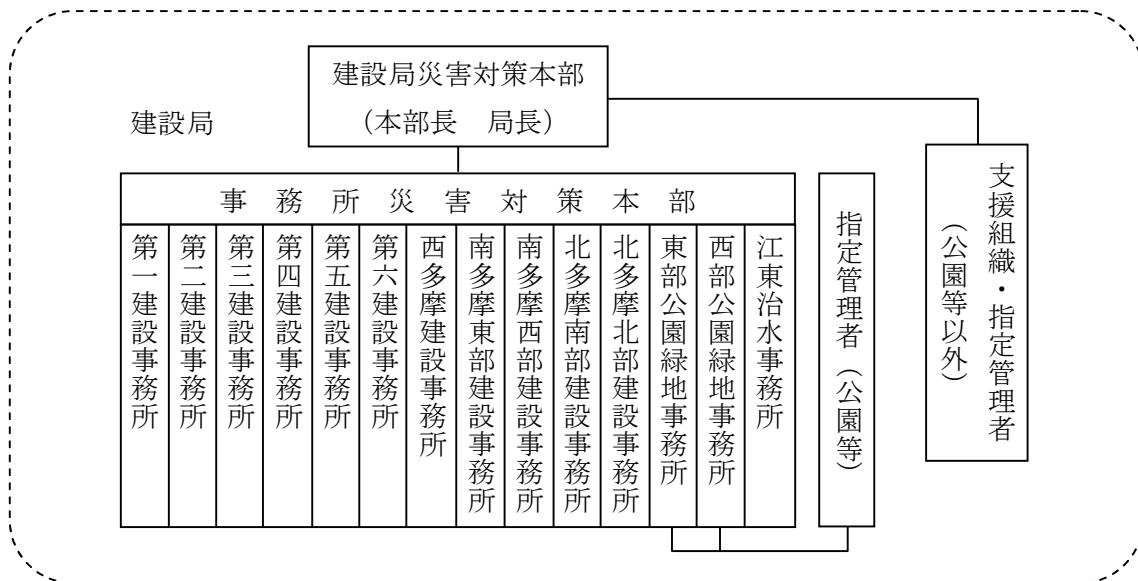 建設局災害対策本部
（本部長　局長）
建設局
事務所災害対策本部
第一建設事務所
第二建設事務所
第三建設事務所
第四建設事務所
第五建設事務所
第六建設事務所
西多摩建設事務所
南多摩東部建設事務所
南多摩西部建設事務所
北多摩南部建設事務所
北多摩北部建設事務所
東部公園緑地事務所
西部公園緑地事務所
江東治水事務所
指定管理者（公園等）
支援組織・指定管理者
（公園等以外）